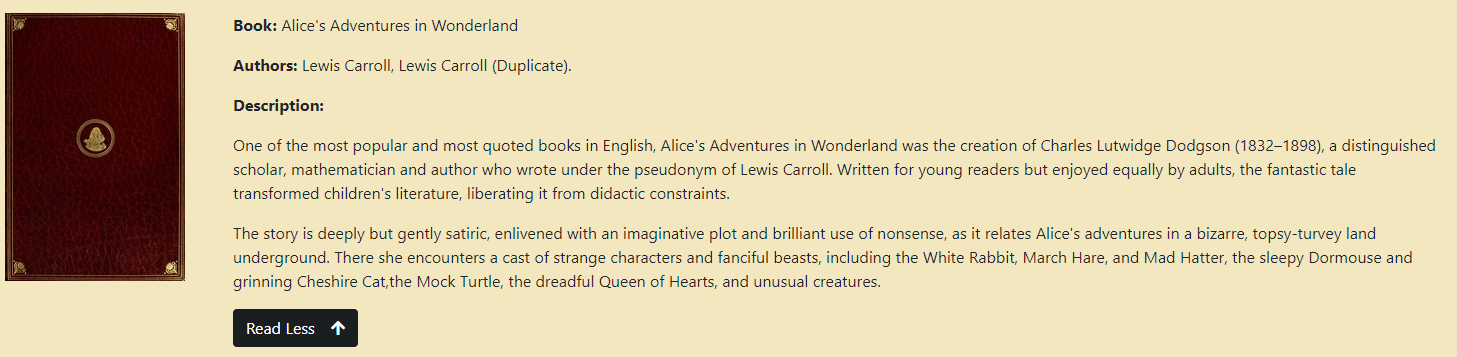 Book: Alice's Adventures in Wonderland
Authors: Lewis Carroll, Lewis Carroll (Duplicate).
Description:
One of the most popular and most quoted books in English, Alice's Adventures in Wonderland was the creation of Charles Lutwidge Dodgson (1832–1898), a distinguished
scholar, mathematician and author who wrote under the pseudonym of Lewis Carroll. Written for young readers but enjoyed equally by adults, the fantastic tale
transformed children's literature, liberating it from didactic constraints.
The story is deeply but gently satiric, enlivened with an imaginative plot and brilliant use of nonsense, as it relates Alice's adventures in a bizarre, topsy-turvey land
underground. There she encounters a cast of strange characters and fanciful beasts, including the White Rabbit, March Hare, and Mad Hatter, the sleepy Dormouse and
grinning Cheshire Cat,the Mock Turtle, the dreadful Queen of Hearts, and unusual creatures.
Read Less